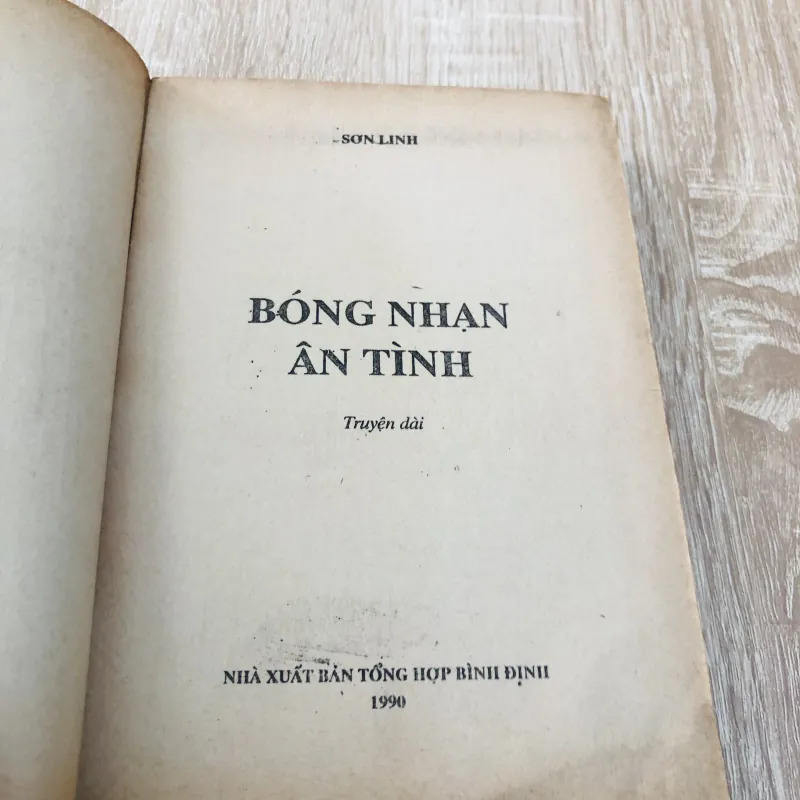 SƠN LINH
BÓNG NHẠN
ÂN TÌNH
Truyện dài
NHÀ XUẤT BẢN TỔNG HỢP BÌNH ĐỊNH
1990